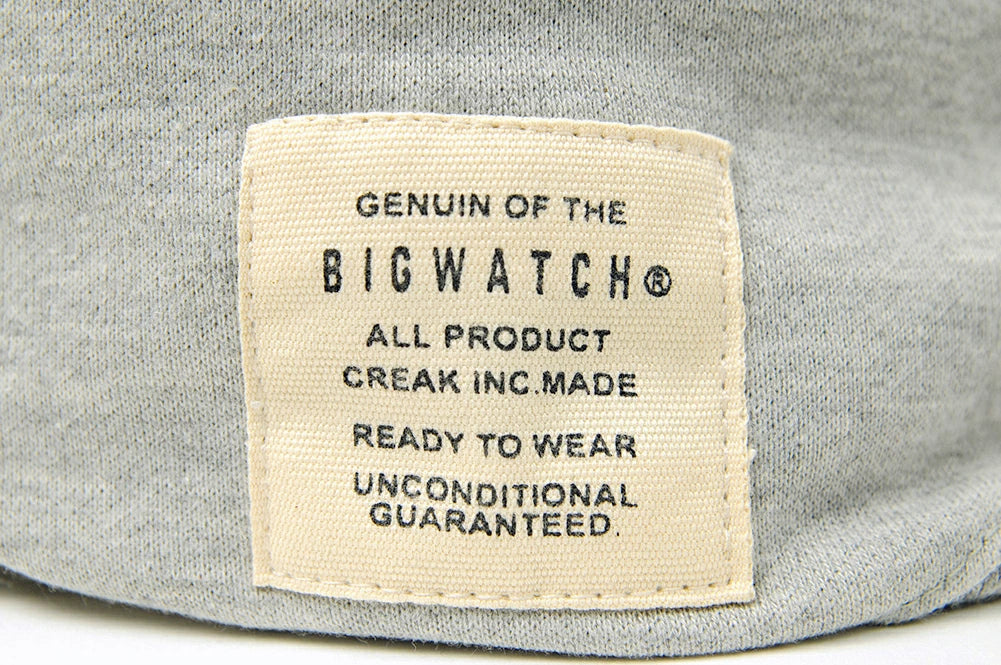 GENUIN OF THE
BIGWATCH®
ALL PRODUCT
CREAK INC.MADE
READY TO WEAR
UNCONDITIONAL
GUARANTEED.